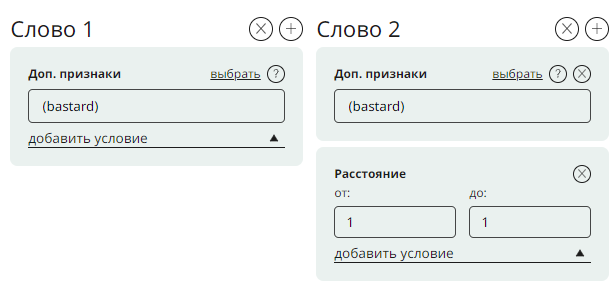 Слово 1
Доп. признаки выбрать ?
(bastard)
добавить условие
Слово 2
Доп. признаки выбрать ?
(bastard)
Расстояние
от: до:
1 1
добавить условие